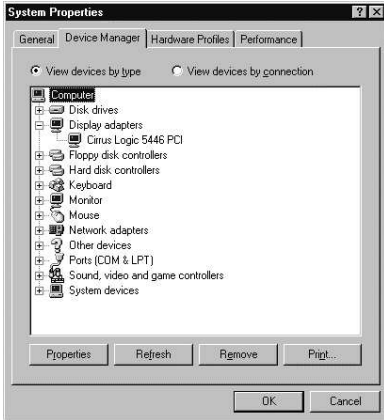 System Properties
General Device Manager Hardware Profiles Performance
View devices by type View devices by connection
Computer
Disk drives
Display adapters
Cirrus Logic 5446 PCI
Floppy disk controllers
Hard disk controllers
Keyboard
Monitor
Mouse
Network adapters
Other devices
Ports (COM & LPT)
Sound, video and game controllers
System devices
Properties Refresh Remove Print...
OK Cancel